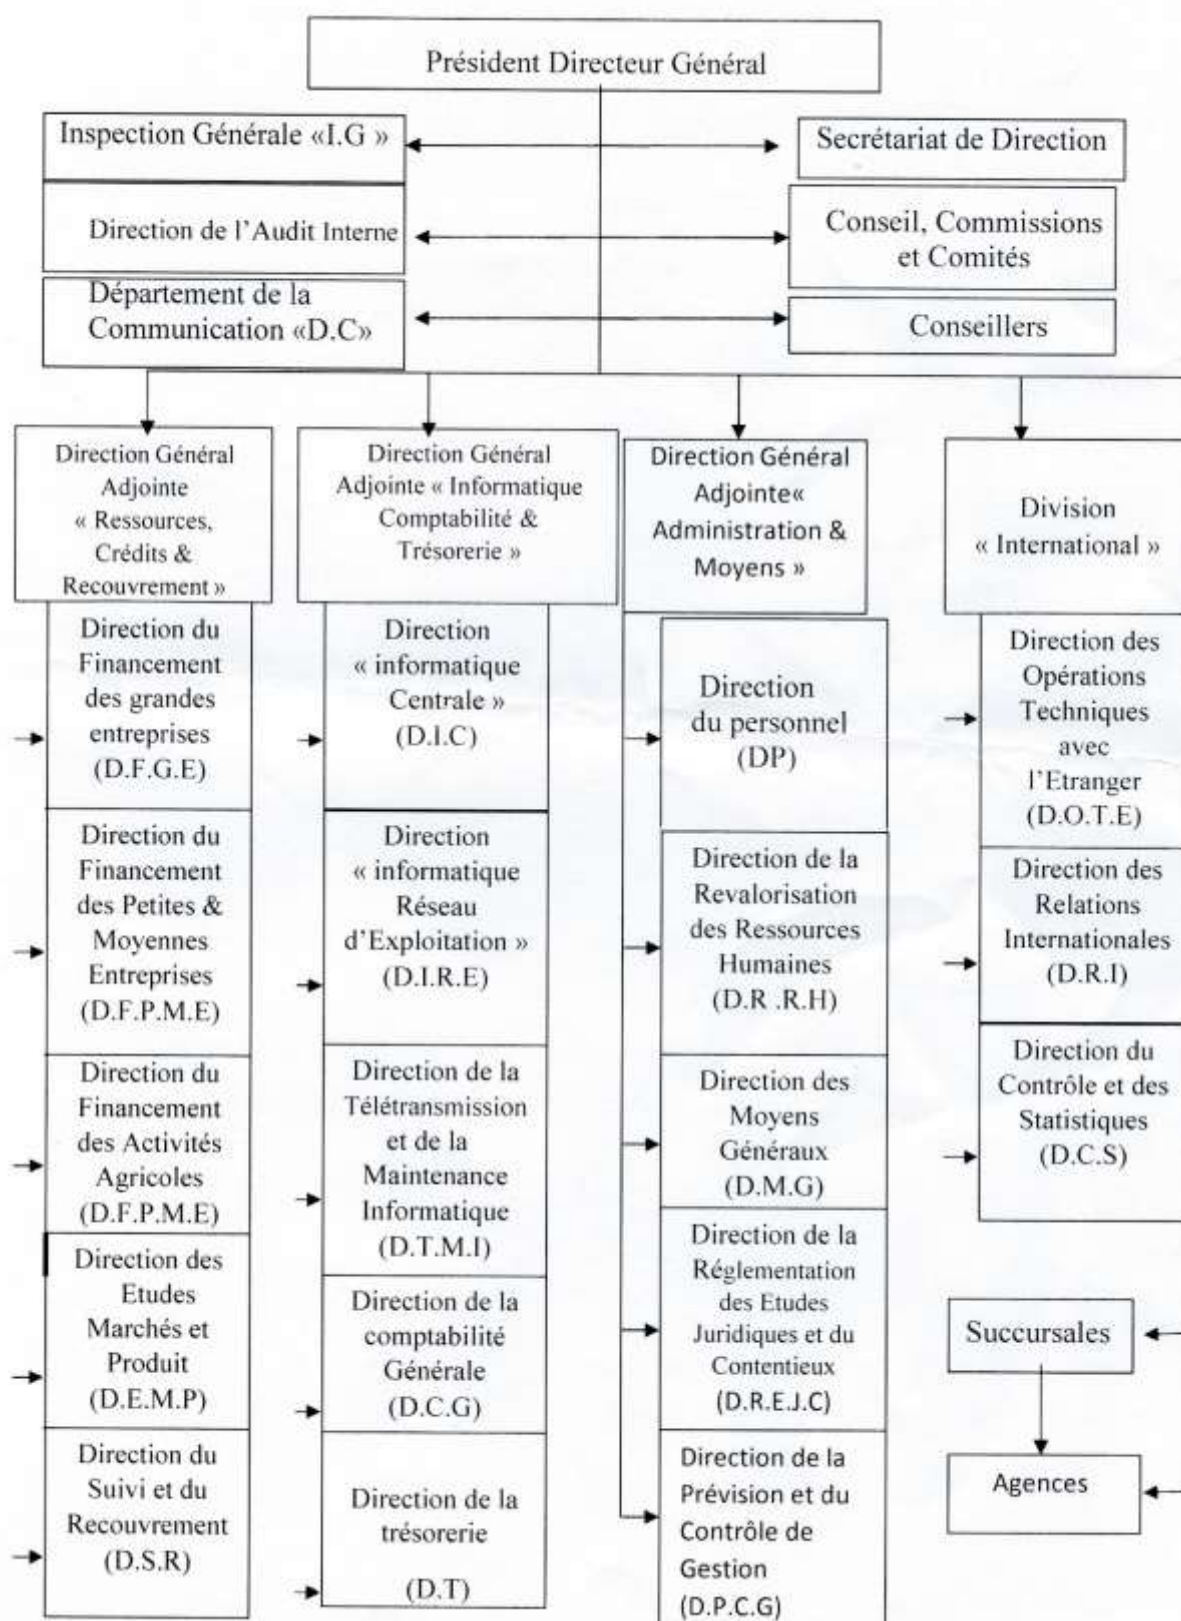 Président Directeur Général
Inspection Générale «I.G »
Secrétariat de Direction
Direction de l'Audit Interne
Conseil, Commissions
et Comités
Département de la
Communication «D.C»
Conseillers
Direction Général
Adjointe
« Ressources,
Crédits &
Recouvrement »
Direction Général
Adjointe « Informatique
Comptabilité &
Trésorerie »
Direction Général
Adjointe«
Administration &
Moyens »
Division
« International »
Direction du
Financement
des grandes
entreprises
(D.F.G.E)
Direction du
Financement
des Petites &
Moyennes
Entreprises
(D.F.P.M.E)
Direction du
Financement
des Activités
Agricoles
(D.F.P.M.E)
Direction des
Etudes
Marchés et
Produit
(D.E.M.P)
Direction du
Suivi et du
Recouvrement
(D.S.R)
Direction
« informatique
Centrale »
(D.I.C)
Direction
« informatique
Réseau
d'Exploitation »
(D.I.R.E)
Direction de la
Télétransmission
et de la
Maintenance
Informatique
(D.T.M.I)
Direction de la
comptabilité
Générale
(D.C.G)
Direction de la
trésorerie
(D.T)
Direction
du personnel
(DP)
Direction de la
Revalorisation
des Ressources
Humaines
(D.R .R.H)
Direction des
Moyens
Généraux
(D.M.G)
Direction de la
Réglementation
des Etudes
Juridiques et du
Contentieux
(D.R.E.J.C)
Direction de la
Prévision et du
Contrôle de
Gestion
(D.P.C.G)
Direction des
Opérations
Techniques
avec
l'Etranger
(D.O.T.E)
Direction des
Relations
Internationales
(D.R.I)
Direction du
Contrôle et des
Statistiques
(D.C.S)
Succursales
Agences